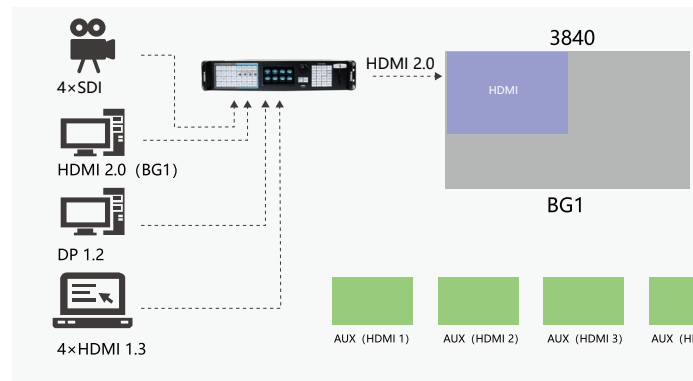 4×SDI
HDMI 2.0（BG1）
DP 1.2
4×HDMI 1.3
HDMI 2.0
3840
HDMI
BG1
AUX（HDMI 1）
AUX（HDMI 2）
AUX（HDMI 3）
AUX